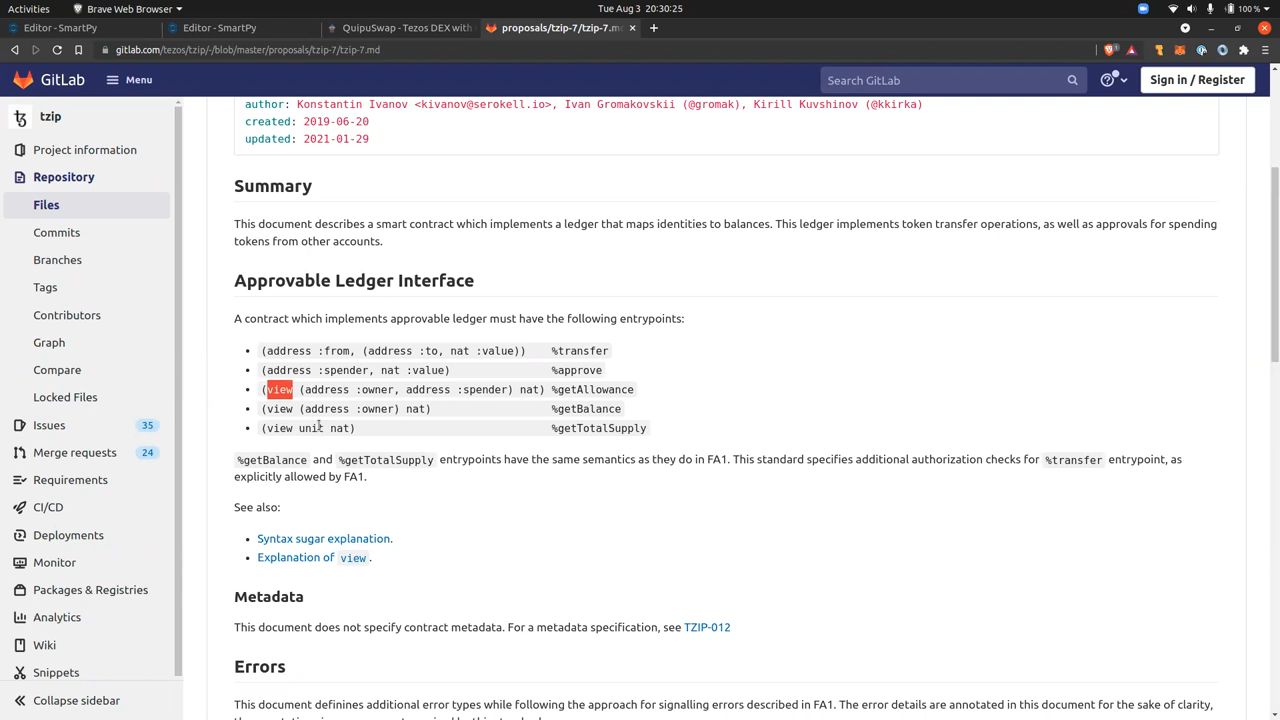 Activities
Brave Web Browser
Tue Aug 3 20:30:25
100 %
Editor - SmartPy
Editor - SmartPy
QuipuSwap - Tezos DEX with
proposals/tzip-7/tzip-7.m
gitlab.com/tezos/tzip/-/blob/master/proposals/tzip-7/tzip-7.md
GitLab
Menu
Search GitLab
Sign in / Register
tzip
Project information
Repository
Files
Commits
Branches
Tags
Contributors
Graph
Compare
Locked Files
Issues 35
Merge requests 24
Requirements
CI/CD
Deployments
Monitor
Packages & Registries
Analytics
Wiki
Snippets
Collapse sidebar
author: Konstantin Ivanov <kivanov@serokell.io>, Ivan Gromakovskii (@gromak), Kirill Kuvshinov (@kkirka)
created: 2019-06-20
updated: 2021-01-29
Summary
This document describes a smart contract which implements a ledger that maps identities to balances. This ledger implements token transfer operations, as well as approvals for spending
tokens from other accounts.
Approvable Ledger Interface
A contract which implements approvable ledger must have the following entrypoints:
• (address :from, (address :to, nat :value)) %transfer
• (address :spender, nat :value) %approve
• (view (address :owner, address :spender) nat) %getAllowance
• (view (address :owner) nat) %getBalance
• (view unit nat) %getTotalSupply
%getBalance and %getTotalSupply entrypoints have the same semantics as they do in FA1. This standard specifies additional authorization checks for %transfer entrypoint, as
explicitly allowed by FA1.
See also:
• Syntax sugar explanation.
• Explanation of view.
Metadata
This document does not specify contract metadata. For a metadata specification, see TZIP-012
Errors
This document definines additional error types while following the approach for signalling errors described in FA1. The error details are annotated in this document for the sake of clarity,